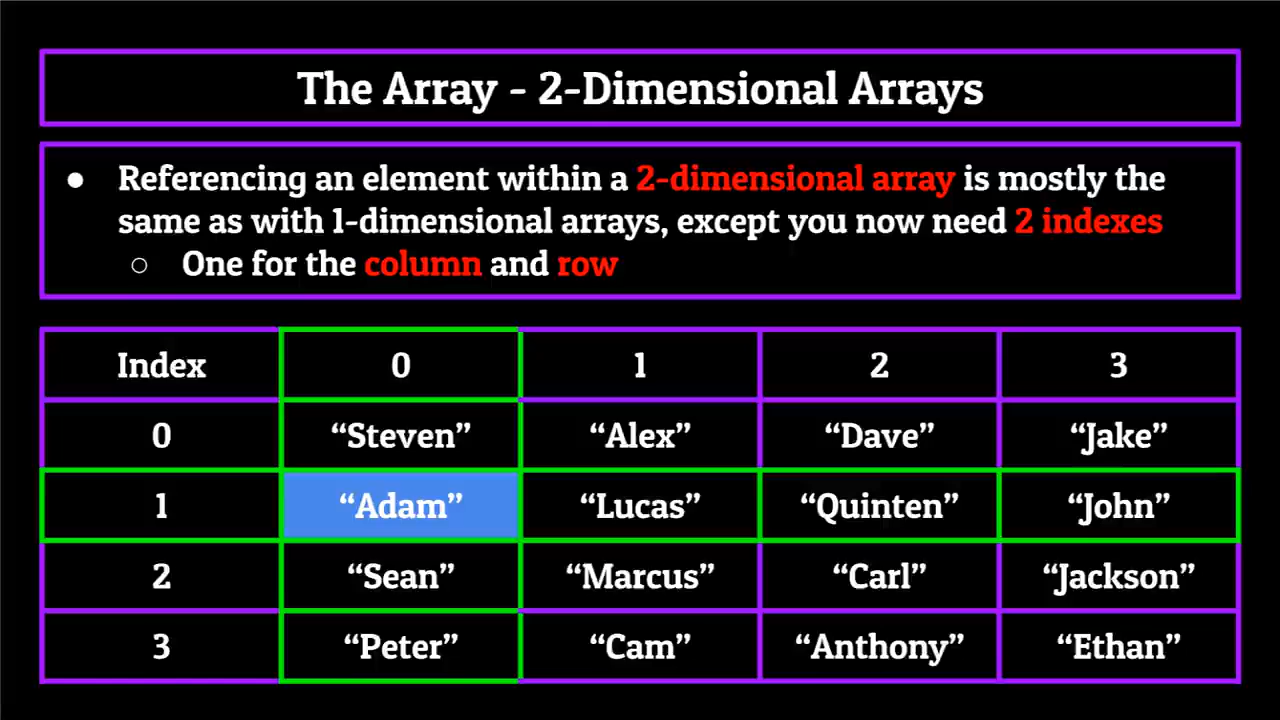 The Array - 2-Dimensional Arrays
● Referencing an element within a 2-dimensional array is mostly the
same as with 1-dimensional arrays, except you now need 2 indexes
○ One for the column and row
Index 0 1 2 3
0 “Steven” “Alex” “Dave” “Jake”
1 “Adam” “Lucas” “Quinten” “John”
2 “Sean” “Marcus” “Carl” “Jackson”
3 “Peter” “Cam” “Anthony” “Ethan”